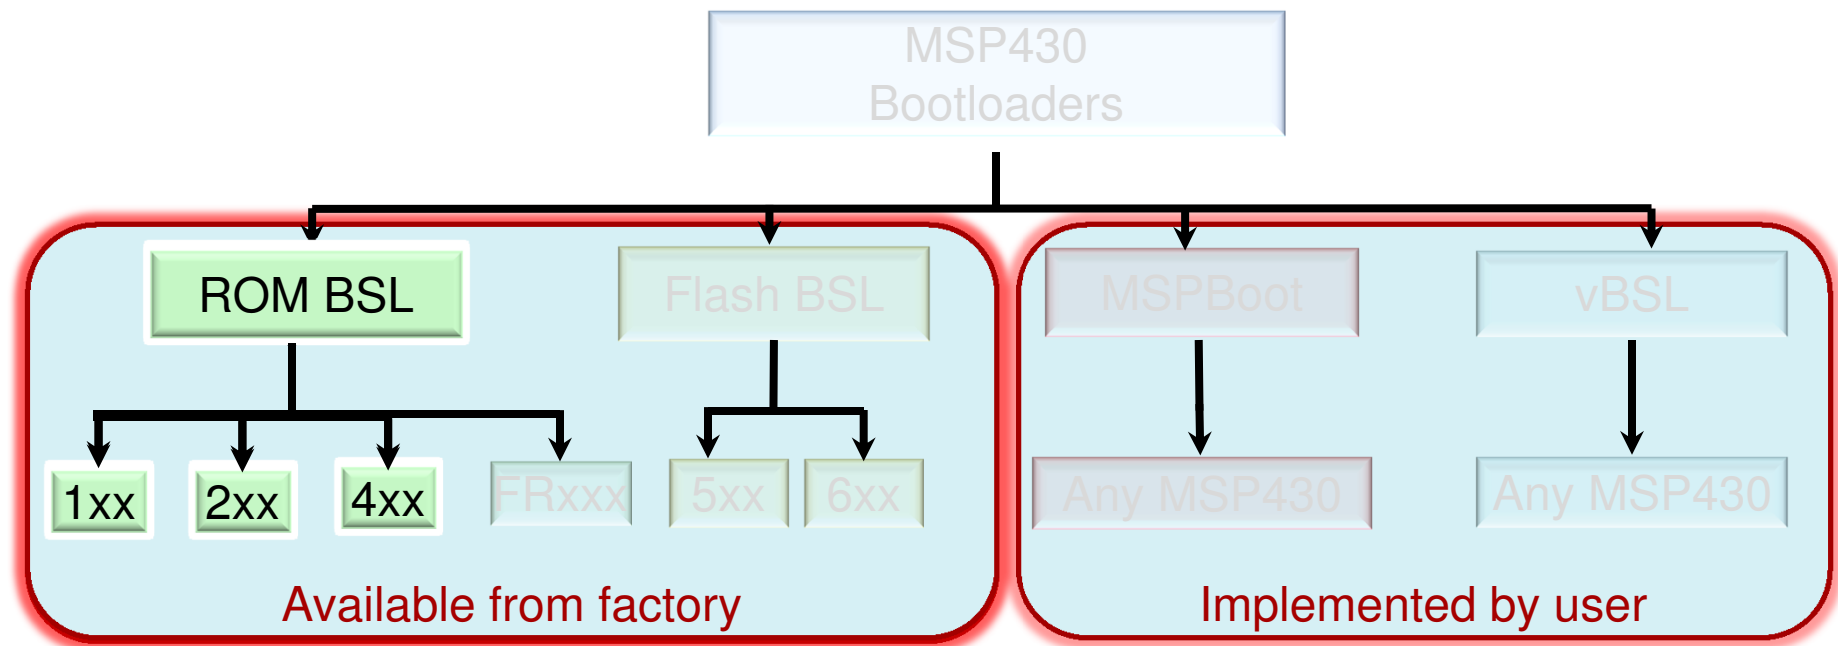 MSP430
Bootloaders
ROM BSL
Flash BSL
MSPBoot
vBSL
1xx
2xx
4xx
FRxxx
5xx
6xx
Any MSP430
Any MSP430
Available from factory
Implemented by user